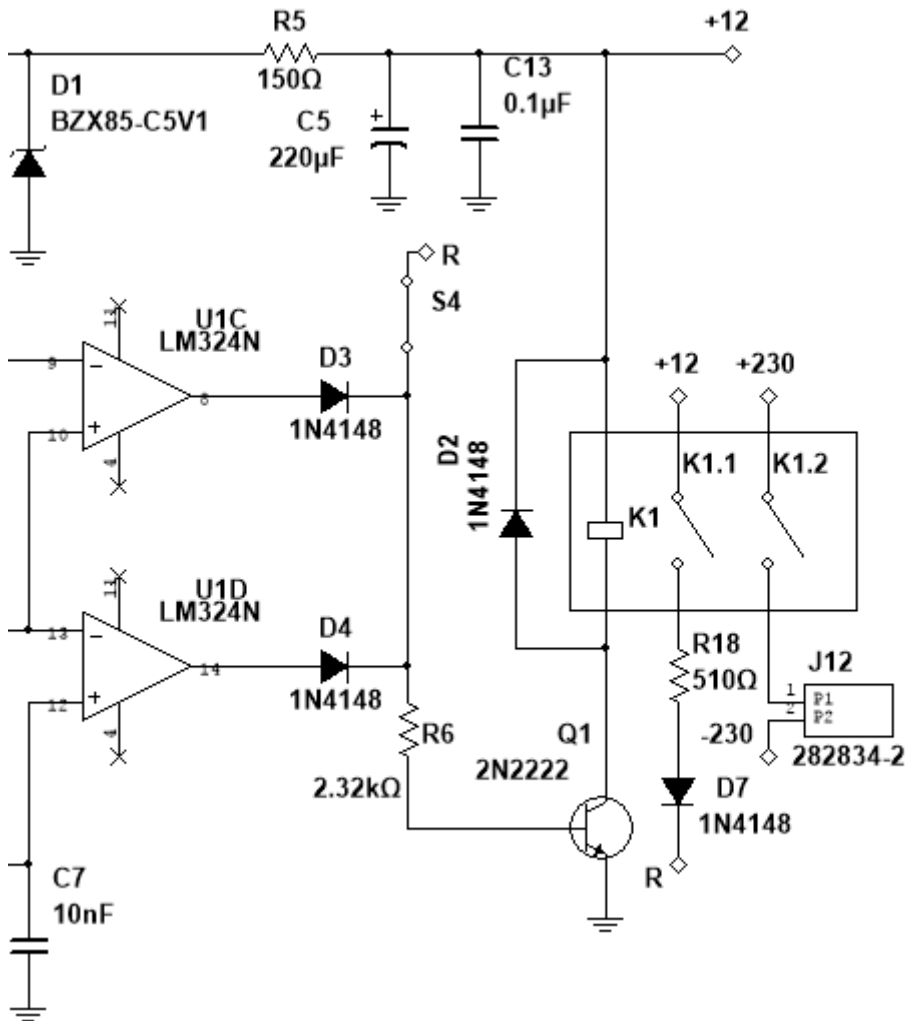 R5
150Ω
+12
D1
BZX85-C5V1
C5
+
220µF
C13
0.1µF
R
S4
11
U1C
LM324N
9
−
10
+
8
4
D3
1N4148
D2
1N4148
+12
+230
K1.1
K1.2
K1
11
U1D
LM324N
13
−
12
+
14
4
D4
1N4148
R6
2.32kΩ
Q1
2N2222
R18
510Ω
J12
1
P1
2
P2
-230
282834-2
D7
1N4148
R
C7
10nF